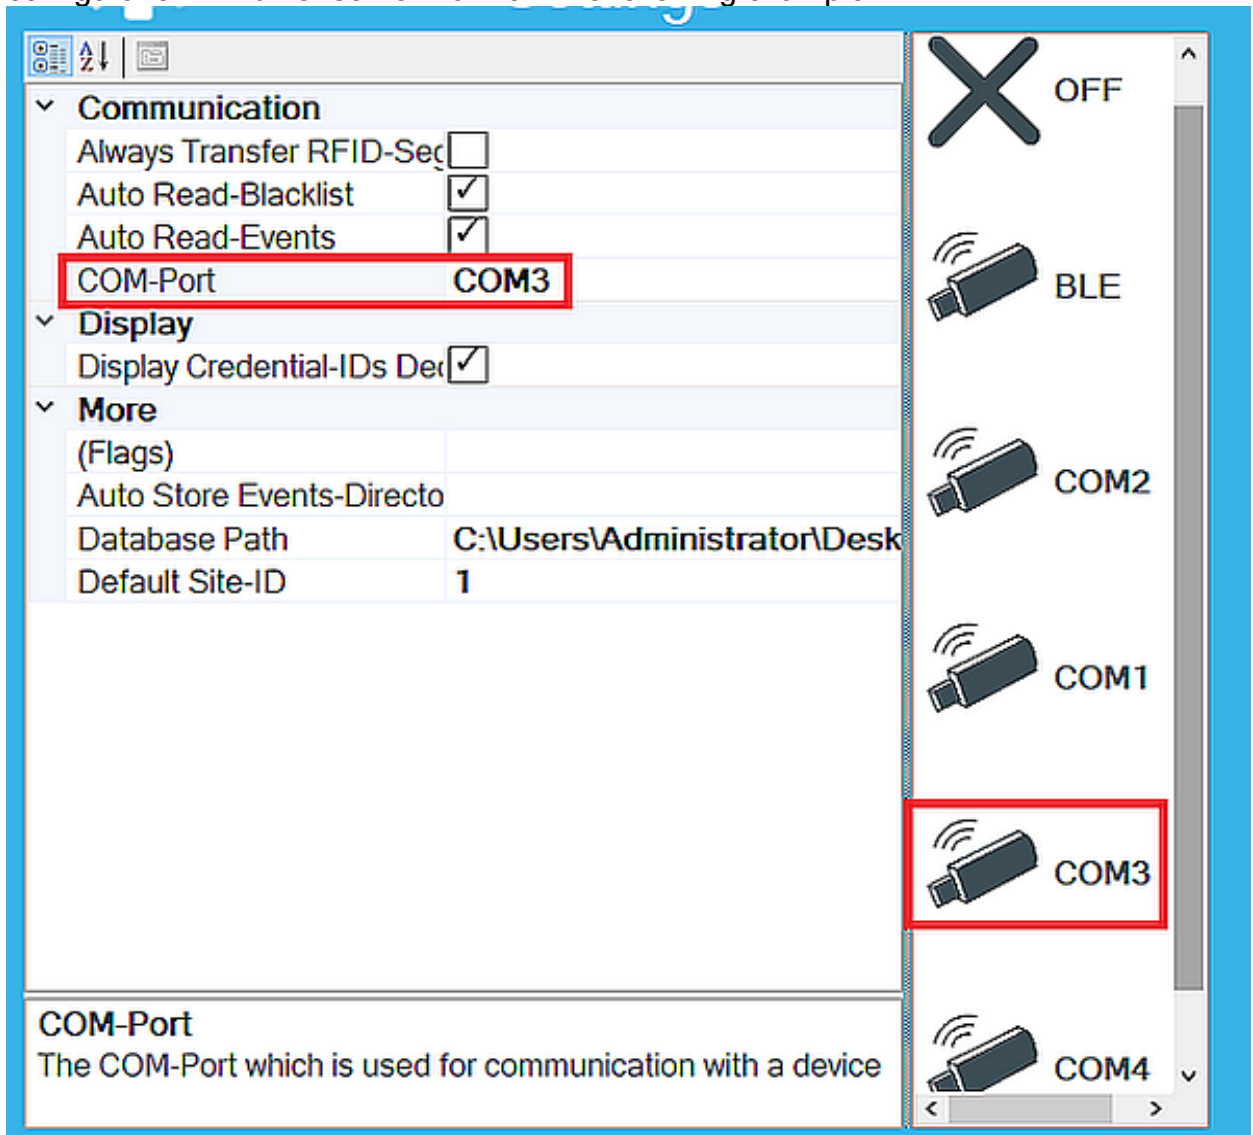 Communication
Always Transfer RFID-Seg
Auto Read-Blacklist
Auto Read-Events
COM-Port COM3
Display
Display Credential-IDs Dec
More
(Flags)
Auto Store Events-Directo
Database Path C:\Users\Administrator\Desk
Default Site-ID 1
COM-Port
The COM-Port which is used for communication with a device
OFF
BLE
COM2
COM1
COM3
COM4